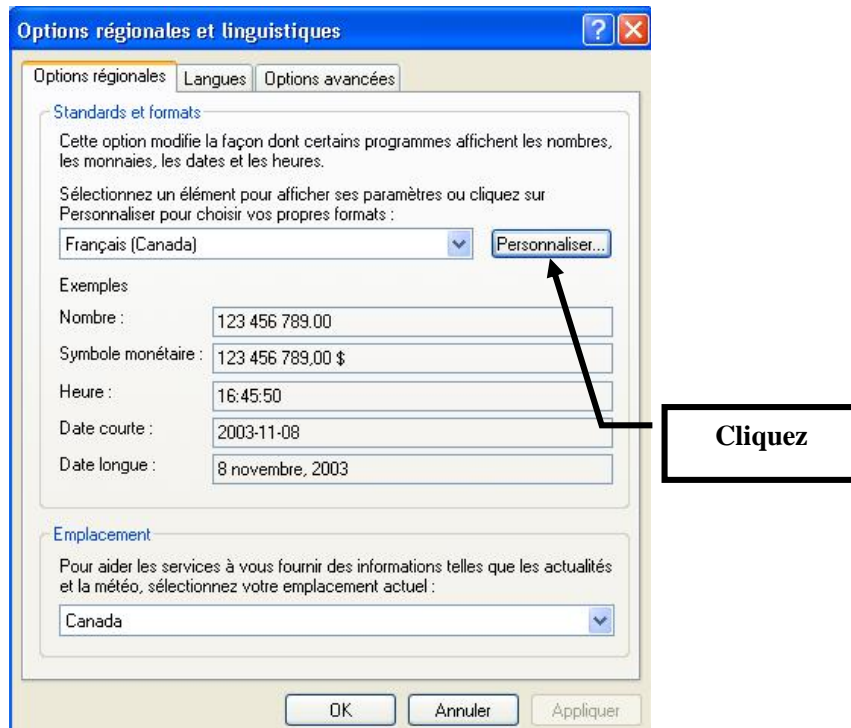 Options régionales et linguistiques
Options régionales Langues Options avancées
Standards et formats
Cette option modifie la façon dont certains programmes affichent les nombres,
les monnaies, les dates et les heures.
Sélectionnez un élément pour afficher ses paramètres ou cliquez sur
Personnaliser pour choisir vos propres formats :
Français (Canada) Personnaliser...
Exemples
Nombre : 123 456 789.00
Symbole monétaire : 123 456 789,00 $
Heure : 16:45:50
Date courte : 2003-11-08
Date longue : 8 novembre, 2003
Cliquez
Emplacement
Pour aider les services à vous fournir des informations telles que les actualités
et la météo, sélectionnez votre emplacement actuel :
Canada
OK Annuler Appliquer